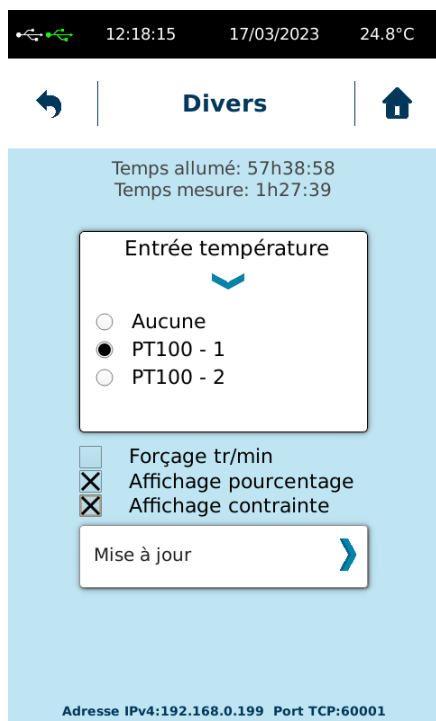 12:18:15 17/03/2023 24.8°C
Divers
Temps allumé: 57h38:58
Temps mesure: 1h27:39
Entrée température
Aucune
PT100 - 1
PT100 - 2
Forçage tr/min
Affichage pourcentage
Affichage contrainte
Mise à jour
Adresse IPv4:192.168.0.199 Port TCP:60001